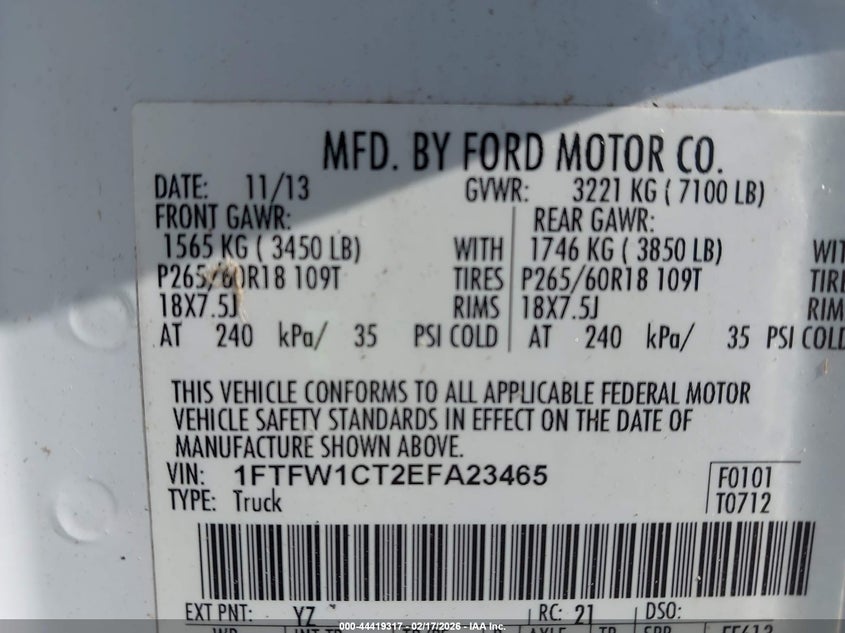 MFD. BY FORD MOTOR CO.
DATE: 11/13 GVWR: 3221 KG ( 7100 LB)
FRONT GAWR: REAR GAWR:
1565 KG ( 3450 LB) WITH 1746 KG ( 3850 LB) WIT
P265/60R18 109T TIRES P265/60R18 109T TIRE
18X7.5J RIMS 18X7.5J RIM
AT 240 kPa/ 35 PSI COLD AT 240 kPa/ 35 PSI COL
THIS VEHICLE CONFORMS TO ALL APPLICABLE FEDERAL MOTOR
VEHICLE SAFETY STANDARDS IN EFFECT ON THE DATE OF
MANUFACTURE SHOWN ABOVE.
VIN: 1FTFW1CT2EFA23465 F0101
TYPE: Truck T0712
EXT PNT: YZ RC: 21 DSO:
000-44419317 - 02/17/2026 - IAA Inc.